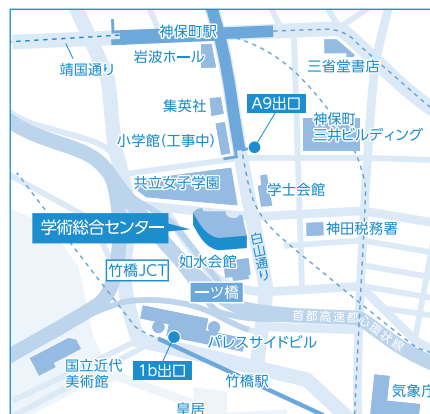 神保町駅
靖国通り
岩波ホール
三省堂書店
集英社
A9出口
神保町
三井ビルディング
小学館(工事中)
共立女子学園
学士会館
学術総合センター
神田税務署
白山通り
如水会館
竹橋JCT
一ツ橋
首都高速都心環状線
パレスサイドビル
国立近代
美術館
1b出口
竹橋駅
気象庁
皇居